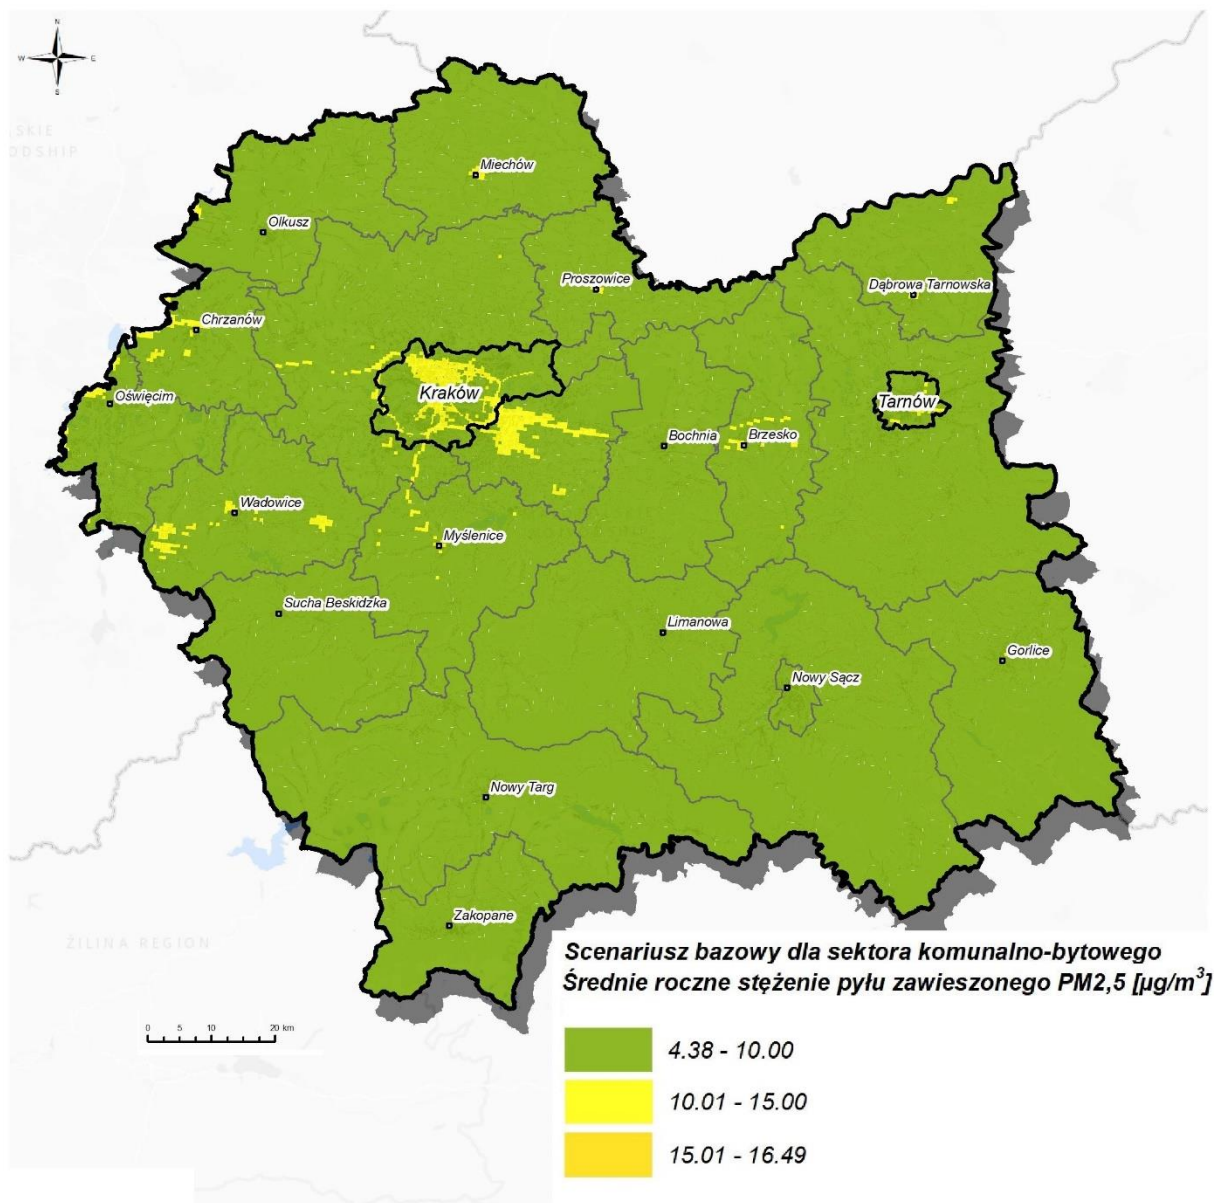 N
W E
S
SKIE
ODSHIP
Miechów
Olkusz
Proszowice
Dąbrowa Tarnowska
Chrzanów
Oświęcim
Kraków
Tarnów
Bochnia
Brzesko
Wadowice
Myślenice
Sucha Beskidzka
Limanowa
Gorlice
Nowy Sącz
Nowy Targ
Zakopane
ŽILINA REGION
Scenariusz bazowy dla sektora komunalno-bytowego
Średnie roczne stężenie pyłu zawieszonego PM2,5 [µg/m³]
0 5 10 20 km
4.38 - 10.00
10.01 - 15.00
15.01 - 16.49